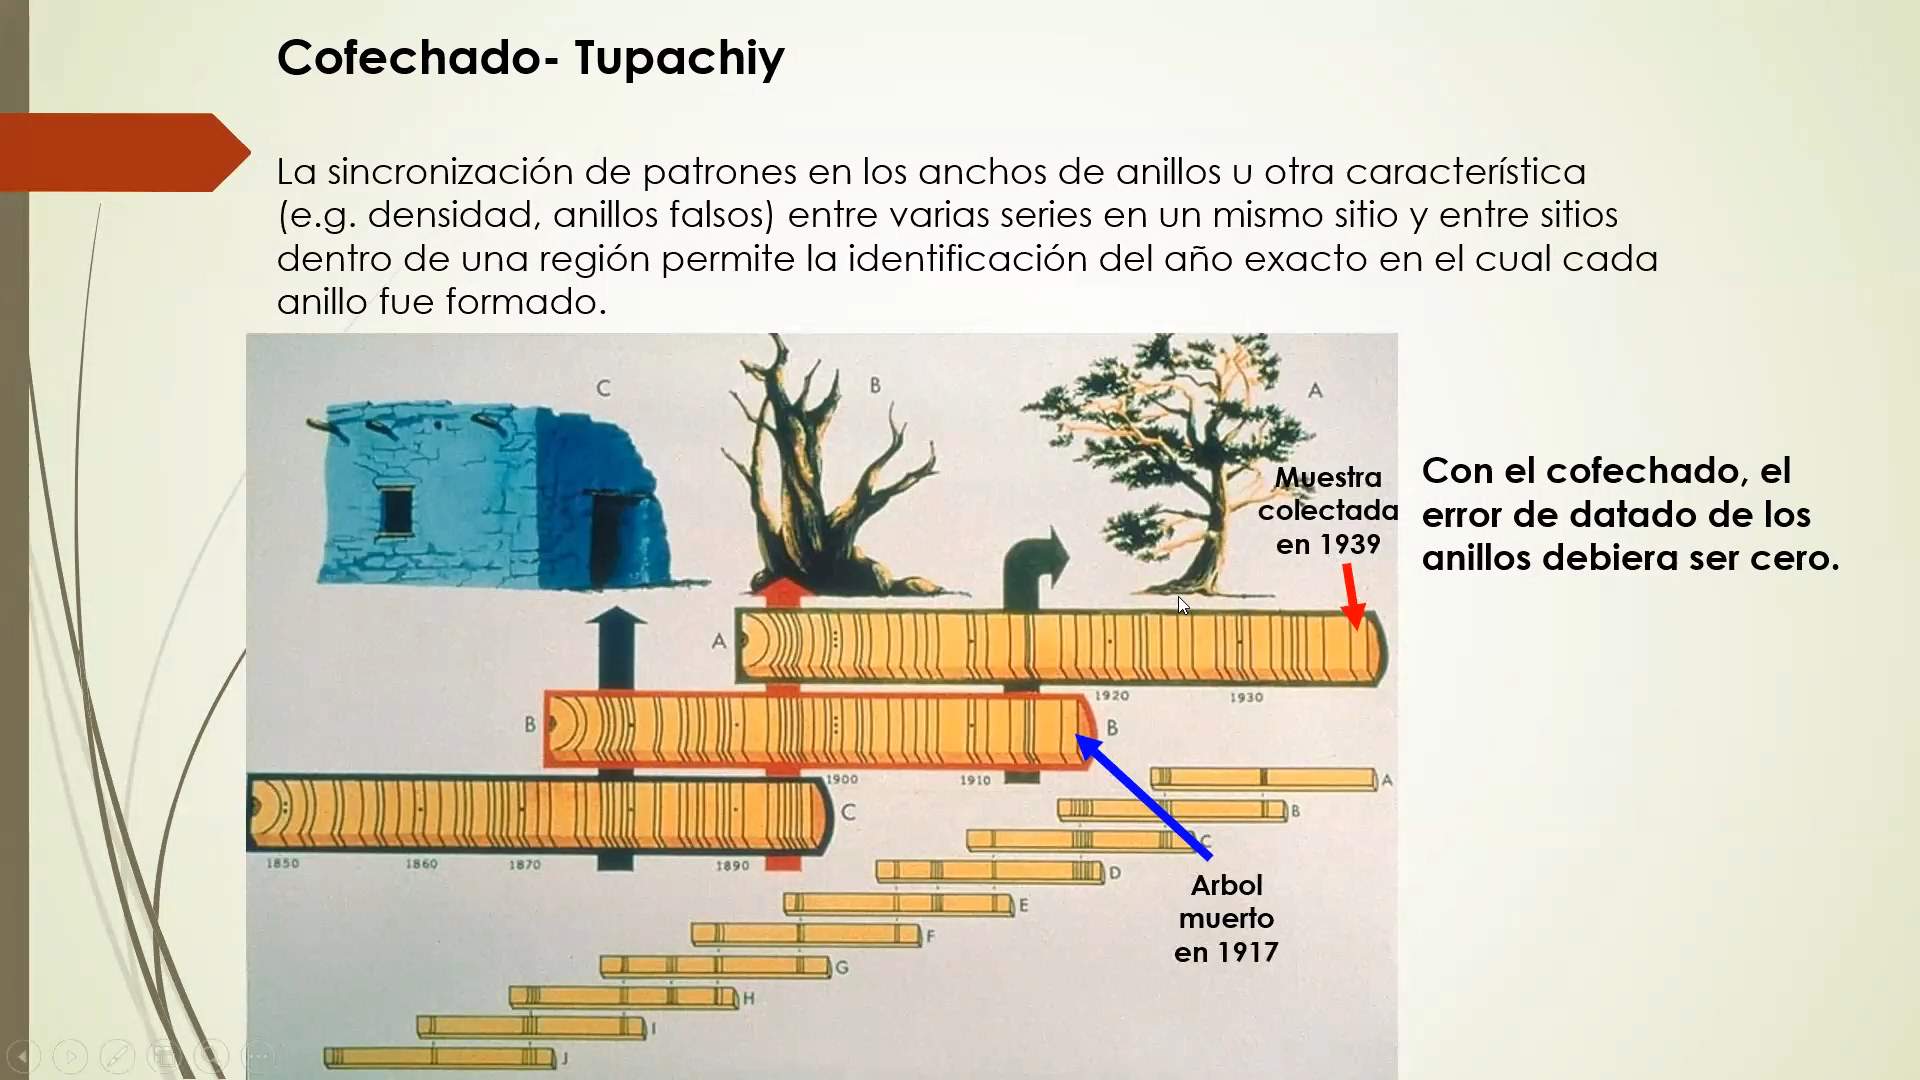 Cofechado- Tupachiy
La sincronización de patrones en los anchos de anillos u otra característica
(e.g. densidad, anillos falsos) entre varias series en un mismo sitio y entre sitios
dentro de una región permite la identificación del año exacto en el cual cada
anillo fue formado.
C
B
A
Muestra
colectada
en 1939
Con el cofechado, el
error de datado de los
anillos debiera ser cero.
A
1920 1930
B
B
1900 1910
C
1850 1860 1870 1890
A
B
C
D
E
F
G
H
I
J
Arbol
muerto
en 1917